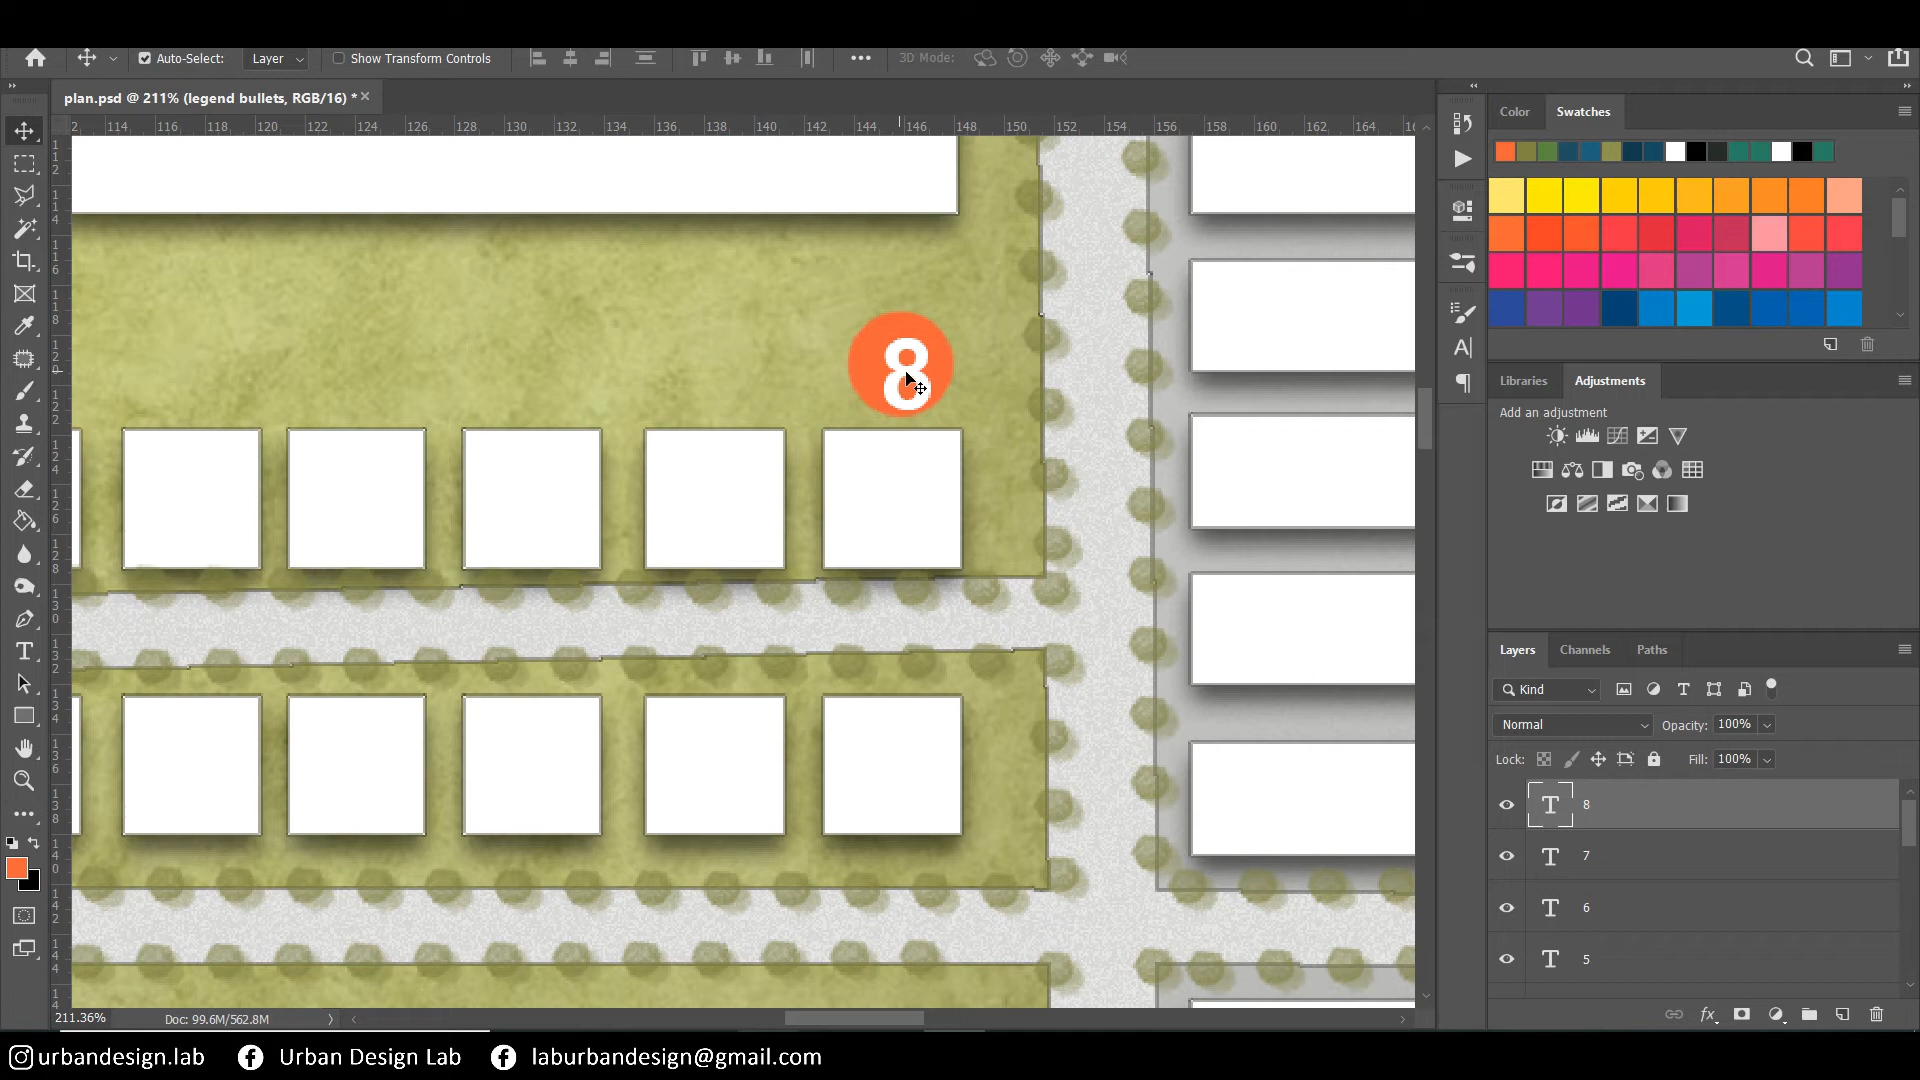 Auto-Select: Layer Show Transform Controls 3D Mode:
plan.psd @ 211% (legend bullets, RGB/16) *
2 114 116 118 120 122 124 126 128 130 132 134 136 138 140 142 144 146 148 150 152 154 156 158 160 162 164
Color Swatches
8
Libraries Adjustments
Add an adjustment
Layers Channels Paths
Kind
Normal Opacity: 100%
Lock: Fill: 100%
8
7
6
5
211.36% Doc: 99.6M/562.8M
urbandesign.lab Urban Design Lab laburbandesign@gmail.com